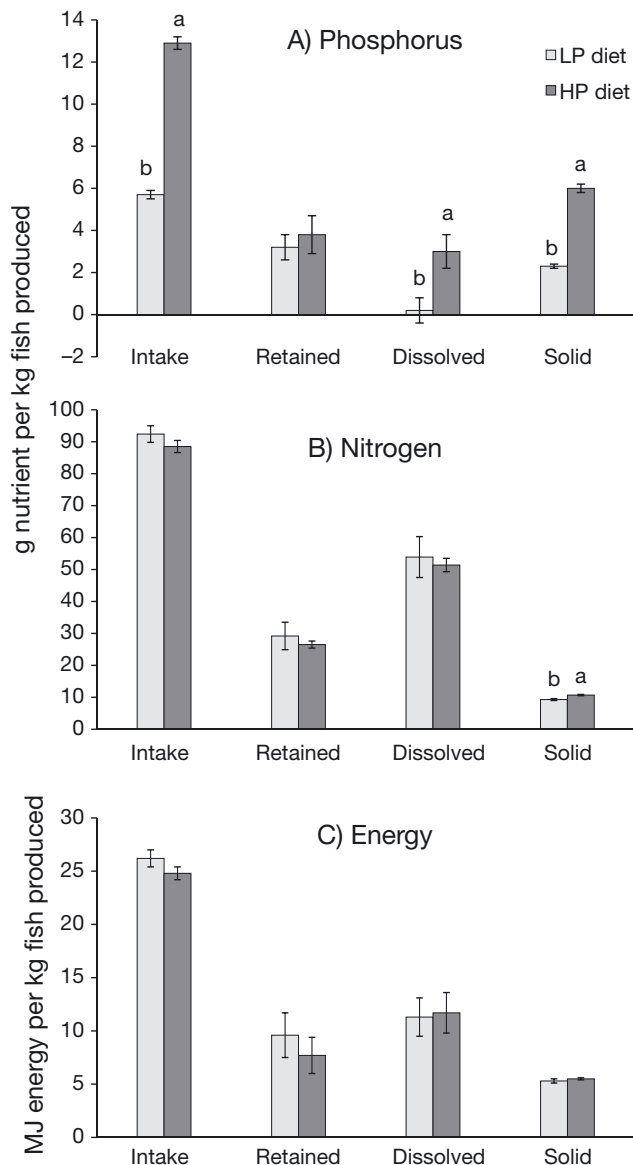 14
A) Phosphorus
a
LP diet
12
HP diet
10
8
b
a
6
a
4
b
b
2
0
–2
Intake Retained Dissolved Solid
g nutrient per kg fish produced
100
B) Nitrogen
90
80
70
60
50
40
30
20
b a
10
0
Intake Retained Dissolved Solid
MJ energy per kg fish produced
30
C) Energy
25
20
15
10
5
0
Intake Retained Dissolved Solid